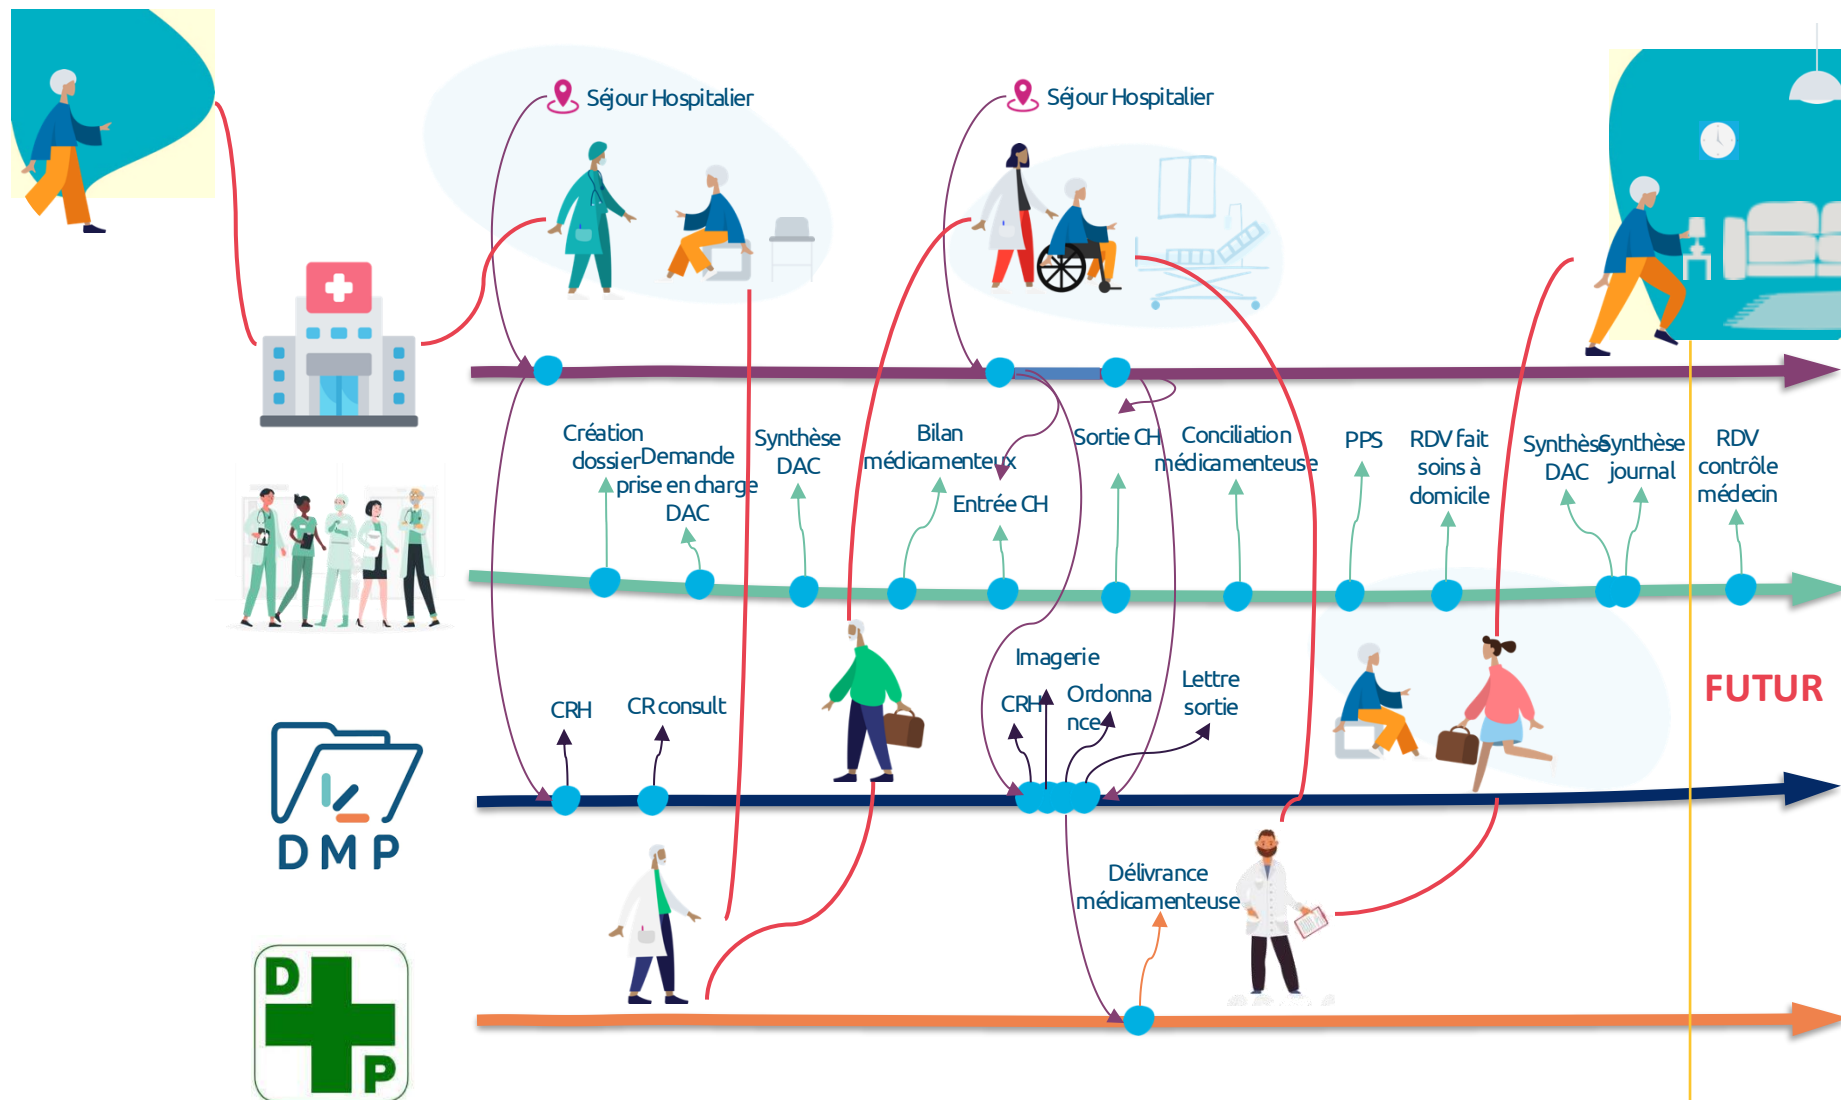 Séjour Hospitalier
Séjour Hospitalier
Création
dossier
Demande
prise en charge
DAC
Synthèse
DAC
Bilan
médicamenteux
Entrée CH
Sortie CH
Conciliation
médicamenteuse
PPS
RDV fait
soins à
domicile
Synthèse
DAC
Synthèse
journal
RDV
contrôle
médecin
FUTUR
CRH
CR consult
Imagerie
CRH
Ordonna
nce
Lettre
sortie
DMP
Délivrance
médicamenteuse
D
P